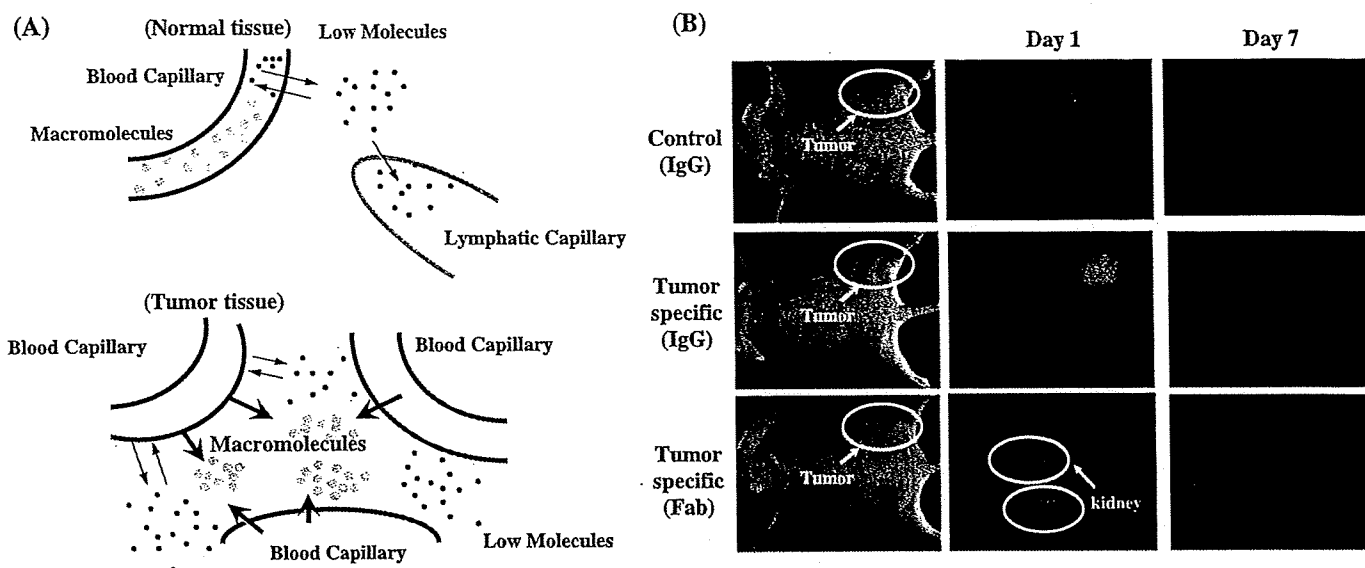 (A)
(Normal tissue)
Low Molecules
Blood Capillary
Macromolecules
Lymphatic Capillary
(Tumor tissue)
Blood Capillary
Blood Capillary
Macromolecules
Blood Capillary
Low Molecules
(B)
Day 1
Day 7
Control
(IgG)
Tumor
Tumor
specific
(IgG)
Tumor
Tumor
specific
(Fab)
Tumor
kidney